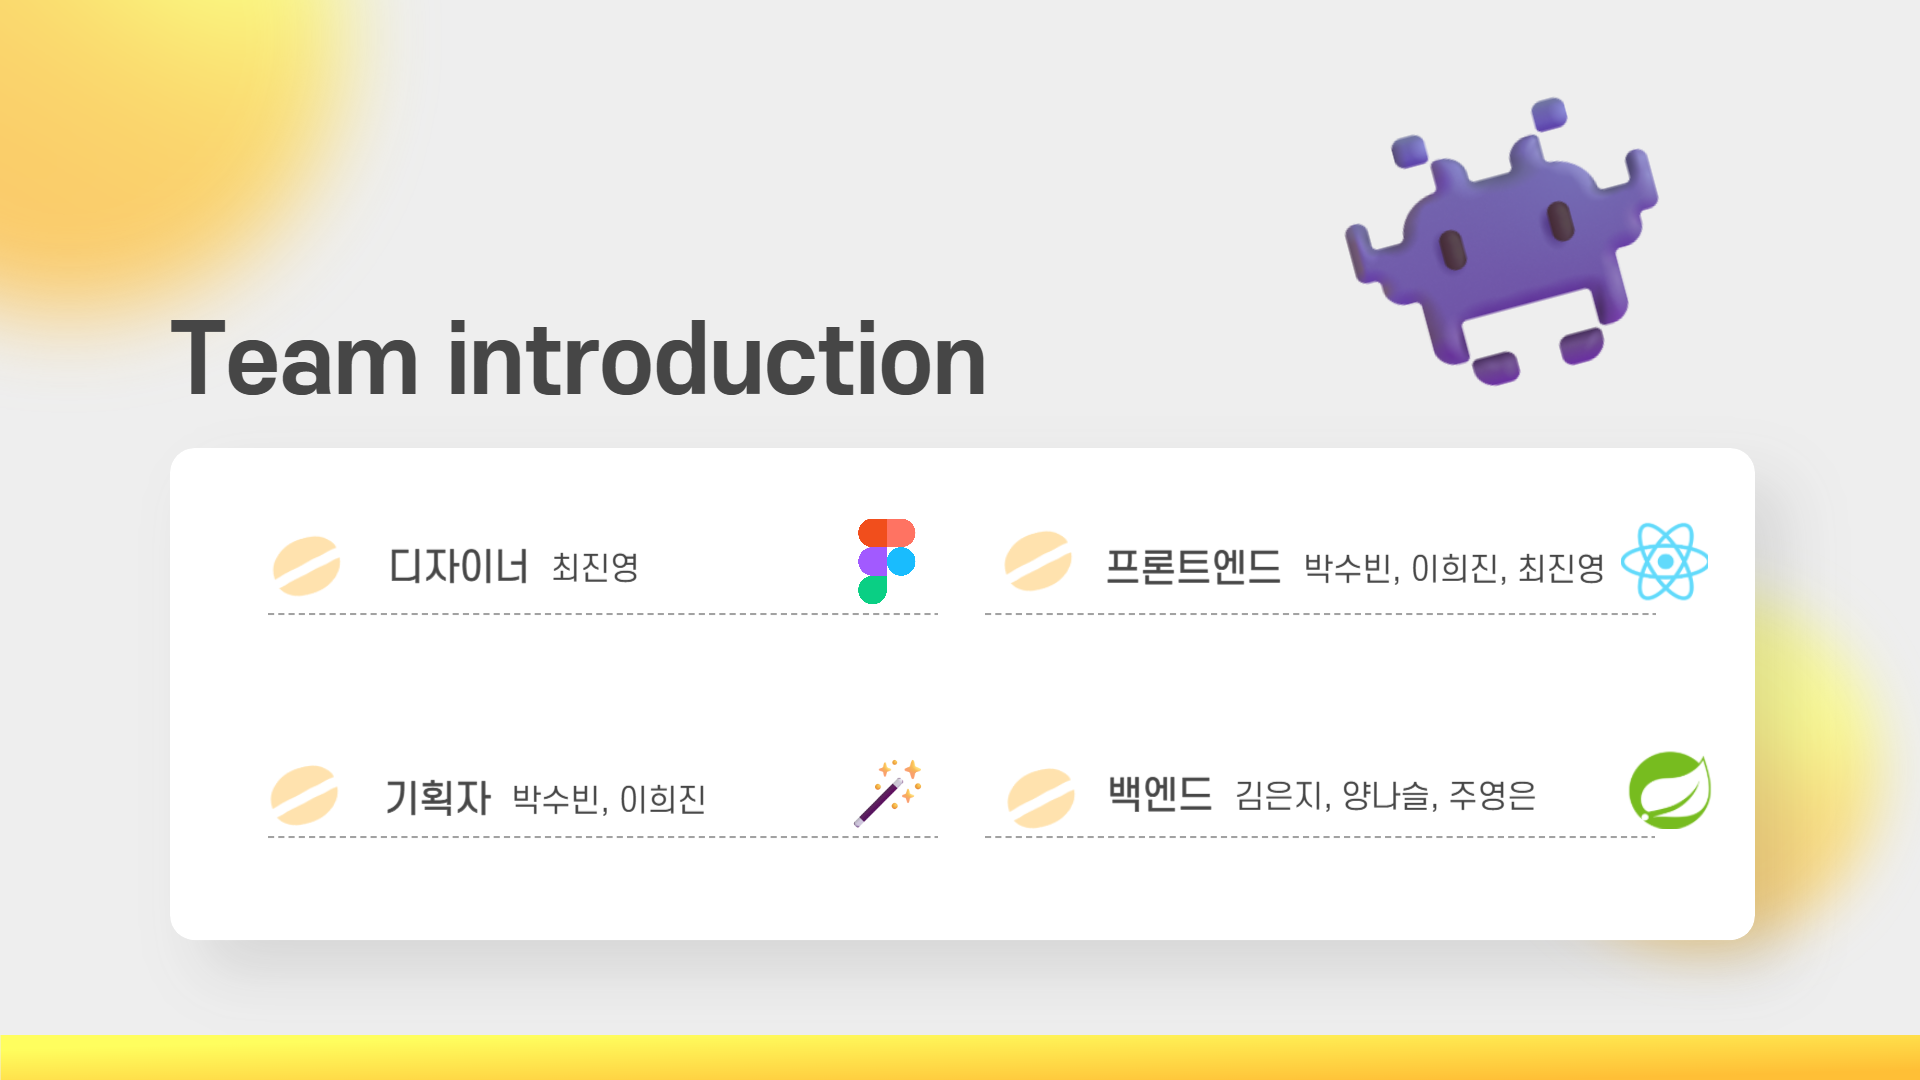 Team introduction
디자이너 최진영
프론트엔드 박수빈, 이희진, 최진영
기획자 박수빈, 이희진
백엔드 김은지, 양나슬, 주영은